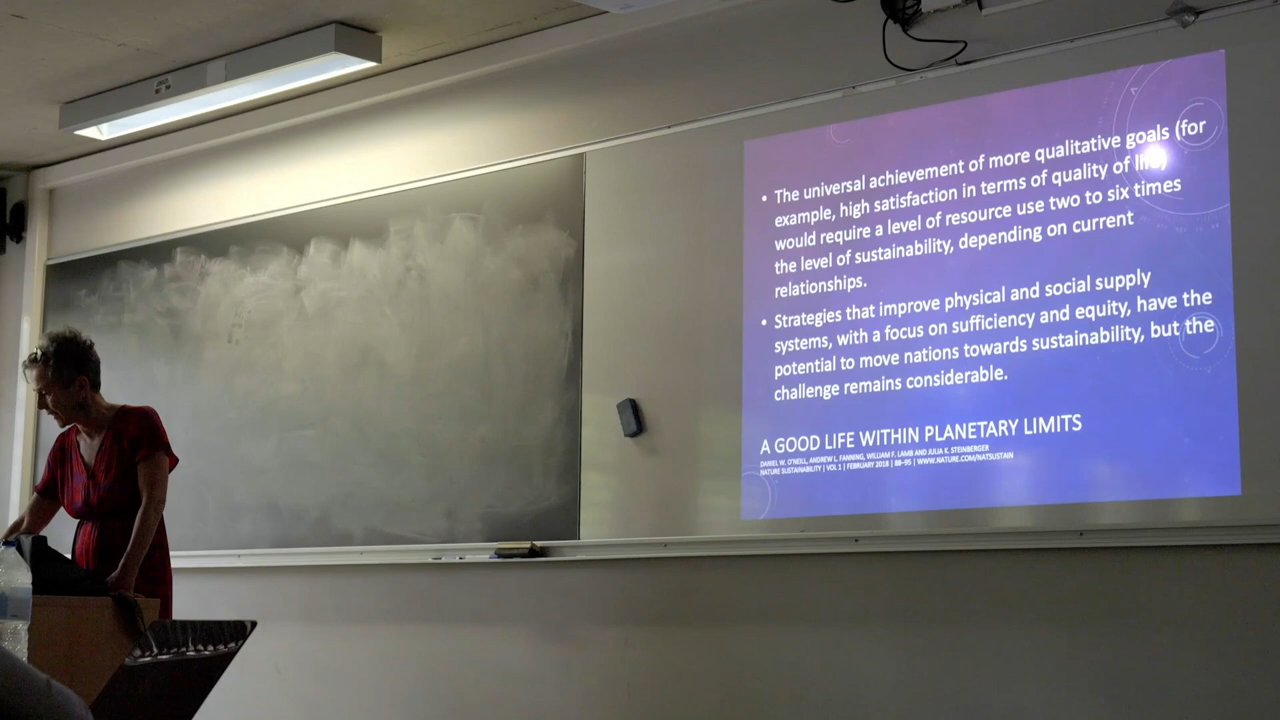 • The universal achievement of more qualitative goals (for
example, high satisfaction in terms of quality of life)
would require a level of resource use two to six times
the level of sustainability, depending on current
relationships.
• Strategies that improve physical and social supply
systems, with a focus on sufficiency and equity, have the
potential to move nations towards sustainability, but the
challenge remains considerable.
A GOOD LIFE WITHIN PLANETARY LIMITS
DANIEL W. O'NEILL, ANDREW L. FANNING, WILLIAM F. LAMB AND JULIA K. STEINBERGER
NATURE SUSTAINABILITY | VOL 1 | FEBRUARY 2018 | 88–95 | WWW.NATURE.COM/NATSUSTAIN